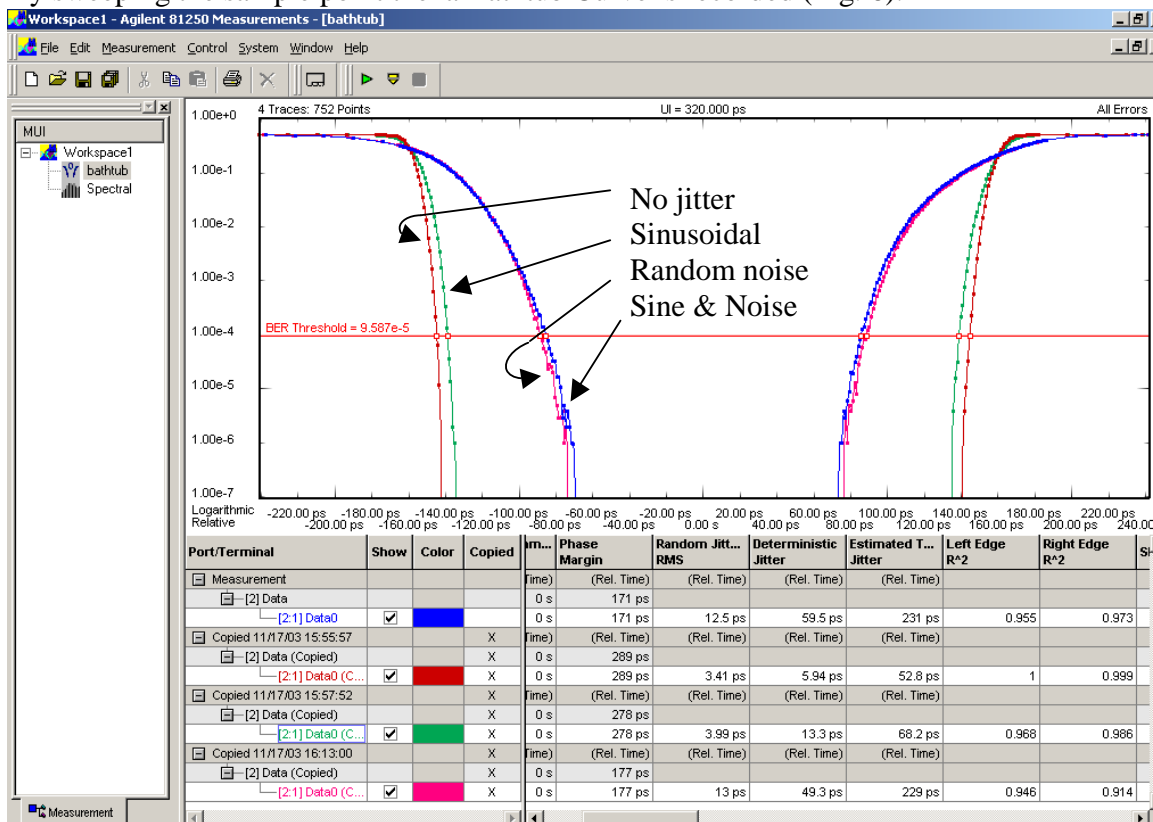 Workspace1 - Agilent 81250 Measurements - [bathtub]
File Edit Measurement Control System Window Help
MUI
Workspace1
bathtub
Spectral
Measurement
4 Traces: 752 Points UI = 320.000 ps All Errors
1.00e+0
1.00e-1
1.00e-2
1.00e-3
1.00e-4
1.00e-5
1.00e-6
1.00e-7
No jitter
Sinusoidal
Random noise
Sine & Noise
BER Threshold = 9.587e-5
Logarithmic
Relative
-220.00 ps -180.00 ps -140.00 ps -100.00 ps -60.00 ps -20.00 ps 20.00 ps 60.00 ps 100.00 ps 140.00 ps 180.00 ps 220.00 ps
-200.00 ps -160.00 ps -120.00 ps -80.00 ps -40.00 ps 0.00 s 40.00 ps 80.00 ps 120.00 ps 160.00 ps 200.00 ps 240.00
Port/Terminal Show Color Copied Phase Margin Random Jitt... RMS Deterministic Jitter Estimated T... Jitter Left Edge R^2 Right Edge R^2
Measurement Time) (Rel. Time) (Rel. Time) (Rel. Time) (Rel. Time)
[2] Data 0 s 171 ps
[2:1] Data0 0 s 171 ps 12.5 ps 59.5 ps 231 ps 0.955 0.973
Copied 11/17/03 15:55:57 X Time) (Rel. Time) (Rel. Time) (Rel. Time) (Rel. Time)
[2] Data (Copied) X 0 s 289 ps
[2:1] Data0 (C... X 0 s 289 ps 3.41 ps 5.94 ps 52.8 ps 1 0.999
Copied 11/17/03 15:57:52 X Time) (Rel. Time) (Rel. Time) (Rel. Time) (Rel. Time)
[2] Data (Copied) X 0 s 278 ps
[2:1] Data0 (C... X 0 s 278 ps 3.99 ps 13.3 ps 68.2 ps 0.968 0.986
Copied 11/17/03 16:13:00 X Time) (Rel. Time) (Rel. Time) (Rel. Time) (Rel. Time)
[2] Data (Copied) X 0 s 177 ps
[2:1] Data0 (C... X 0 s 177 ps 13 ps 49.3 ps 229 ps 0.946 0.914